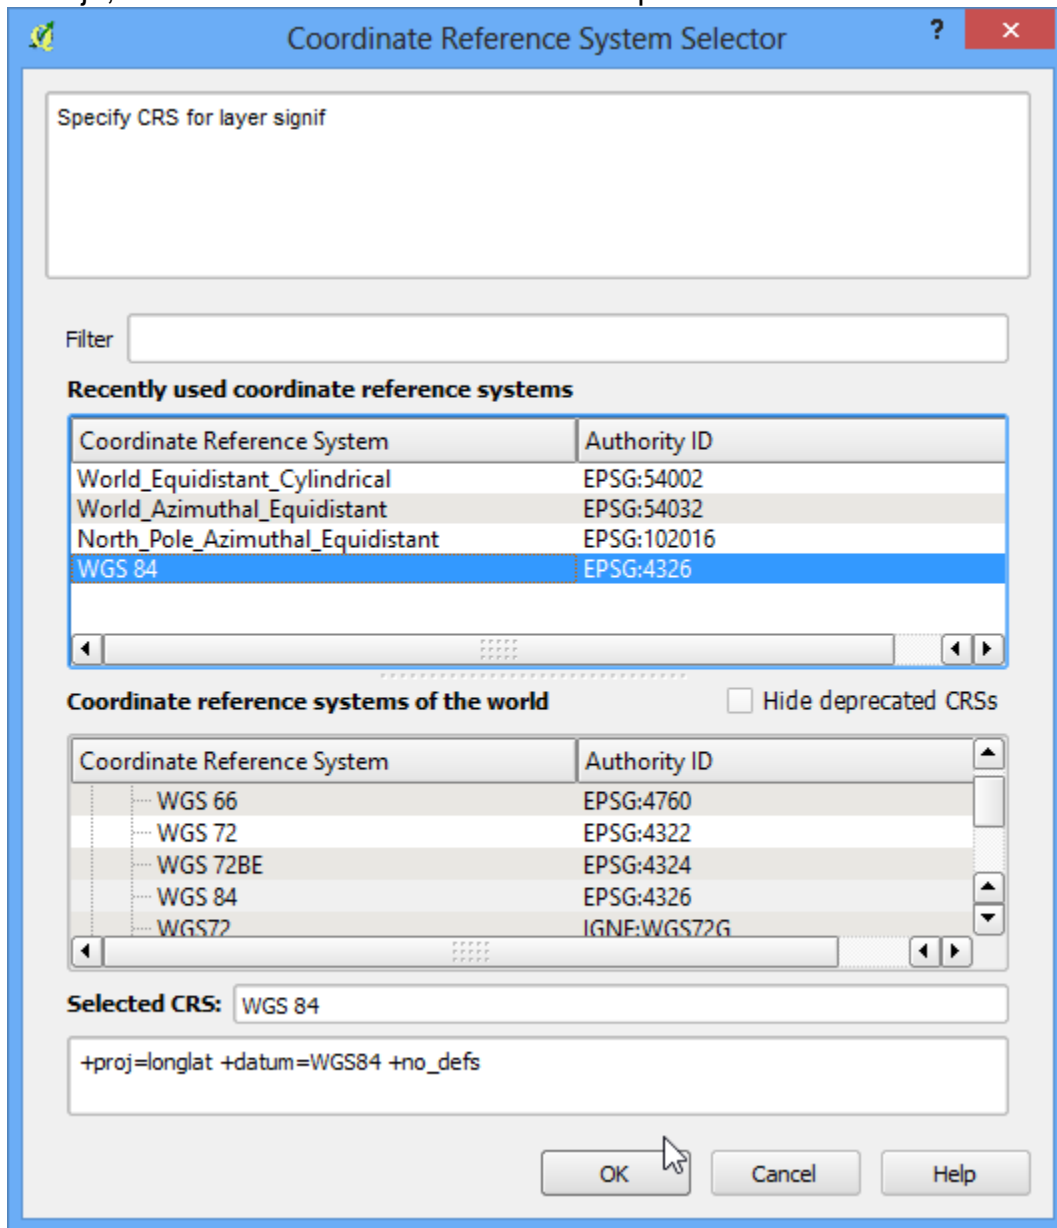 Coordinate Reference System Selector ? ×
Specify CRS for layer signif
Filter
Recently used coordinate reference systems
Coordinate Reference System Authority ID
World_Equidistant_Cylindrical EPSG:54002
World_Azimuthal_Equidistant EPSG:54032
North_Pole_Azimuthal_Equidistant EPSG:102016
WGS 84 EPSG:4326
Coordinate reference systems of the world Hide deprecated CRSs
Coordinate Reference System Authority ID
WGS 66 EPSG:4760
WGS 72 EPSG:4322
WGS 72BE EPSG:4324
WGS 84 EPSG:4326
WGS72 IGNF:WGS72G
Selected CRS: WGS 84
+proj=longlat +datum=WGS84 +no_defs
OK Cancel Help